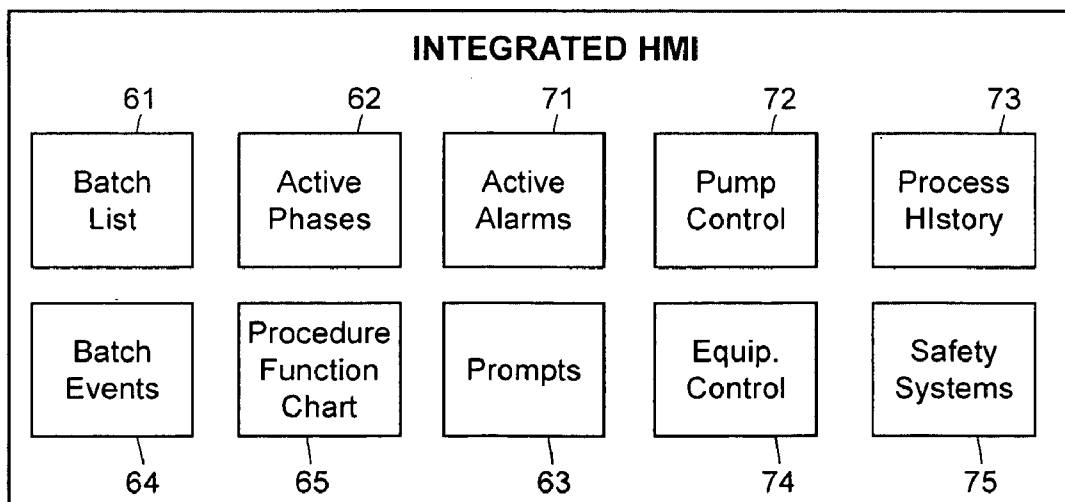 INTEGRATED HMI
61 62 71 72 73
Batch List
Active Phases
Active Alarms
Pump Control
Process HIstory
Batch Events
Procedure Function Chart
Prompts
Equip. Control
Safety Systems
64 65 63 74 75